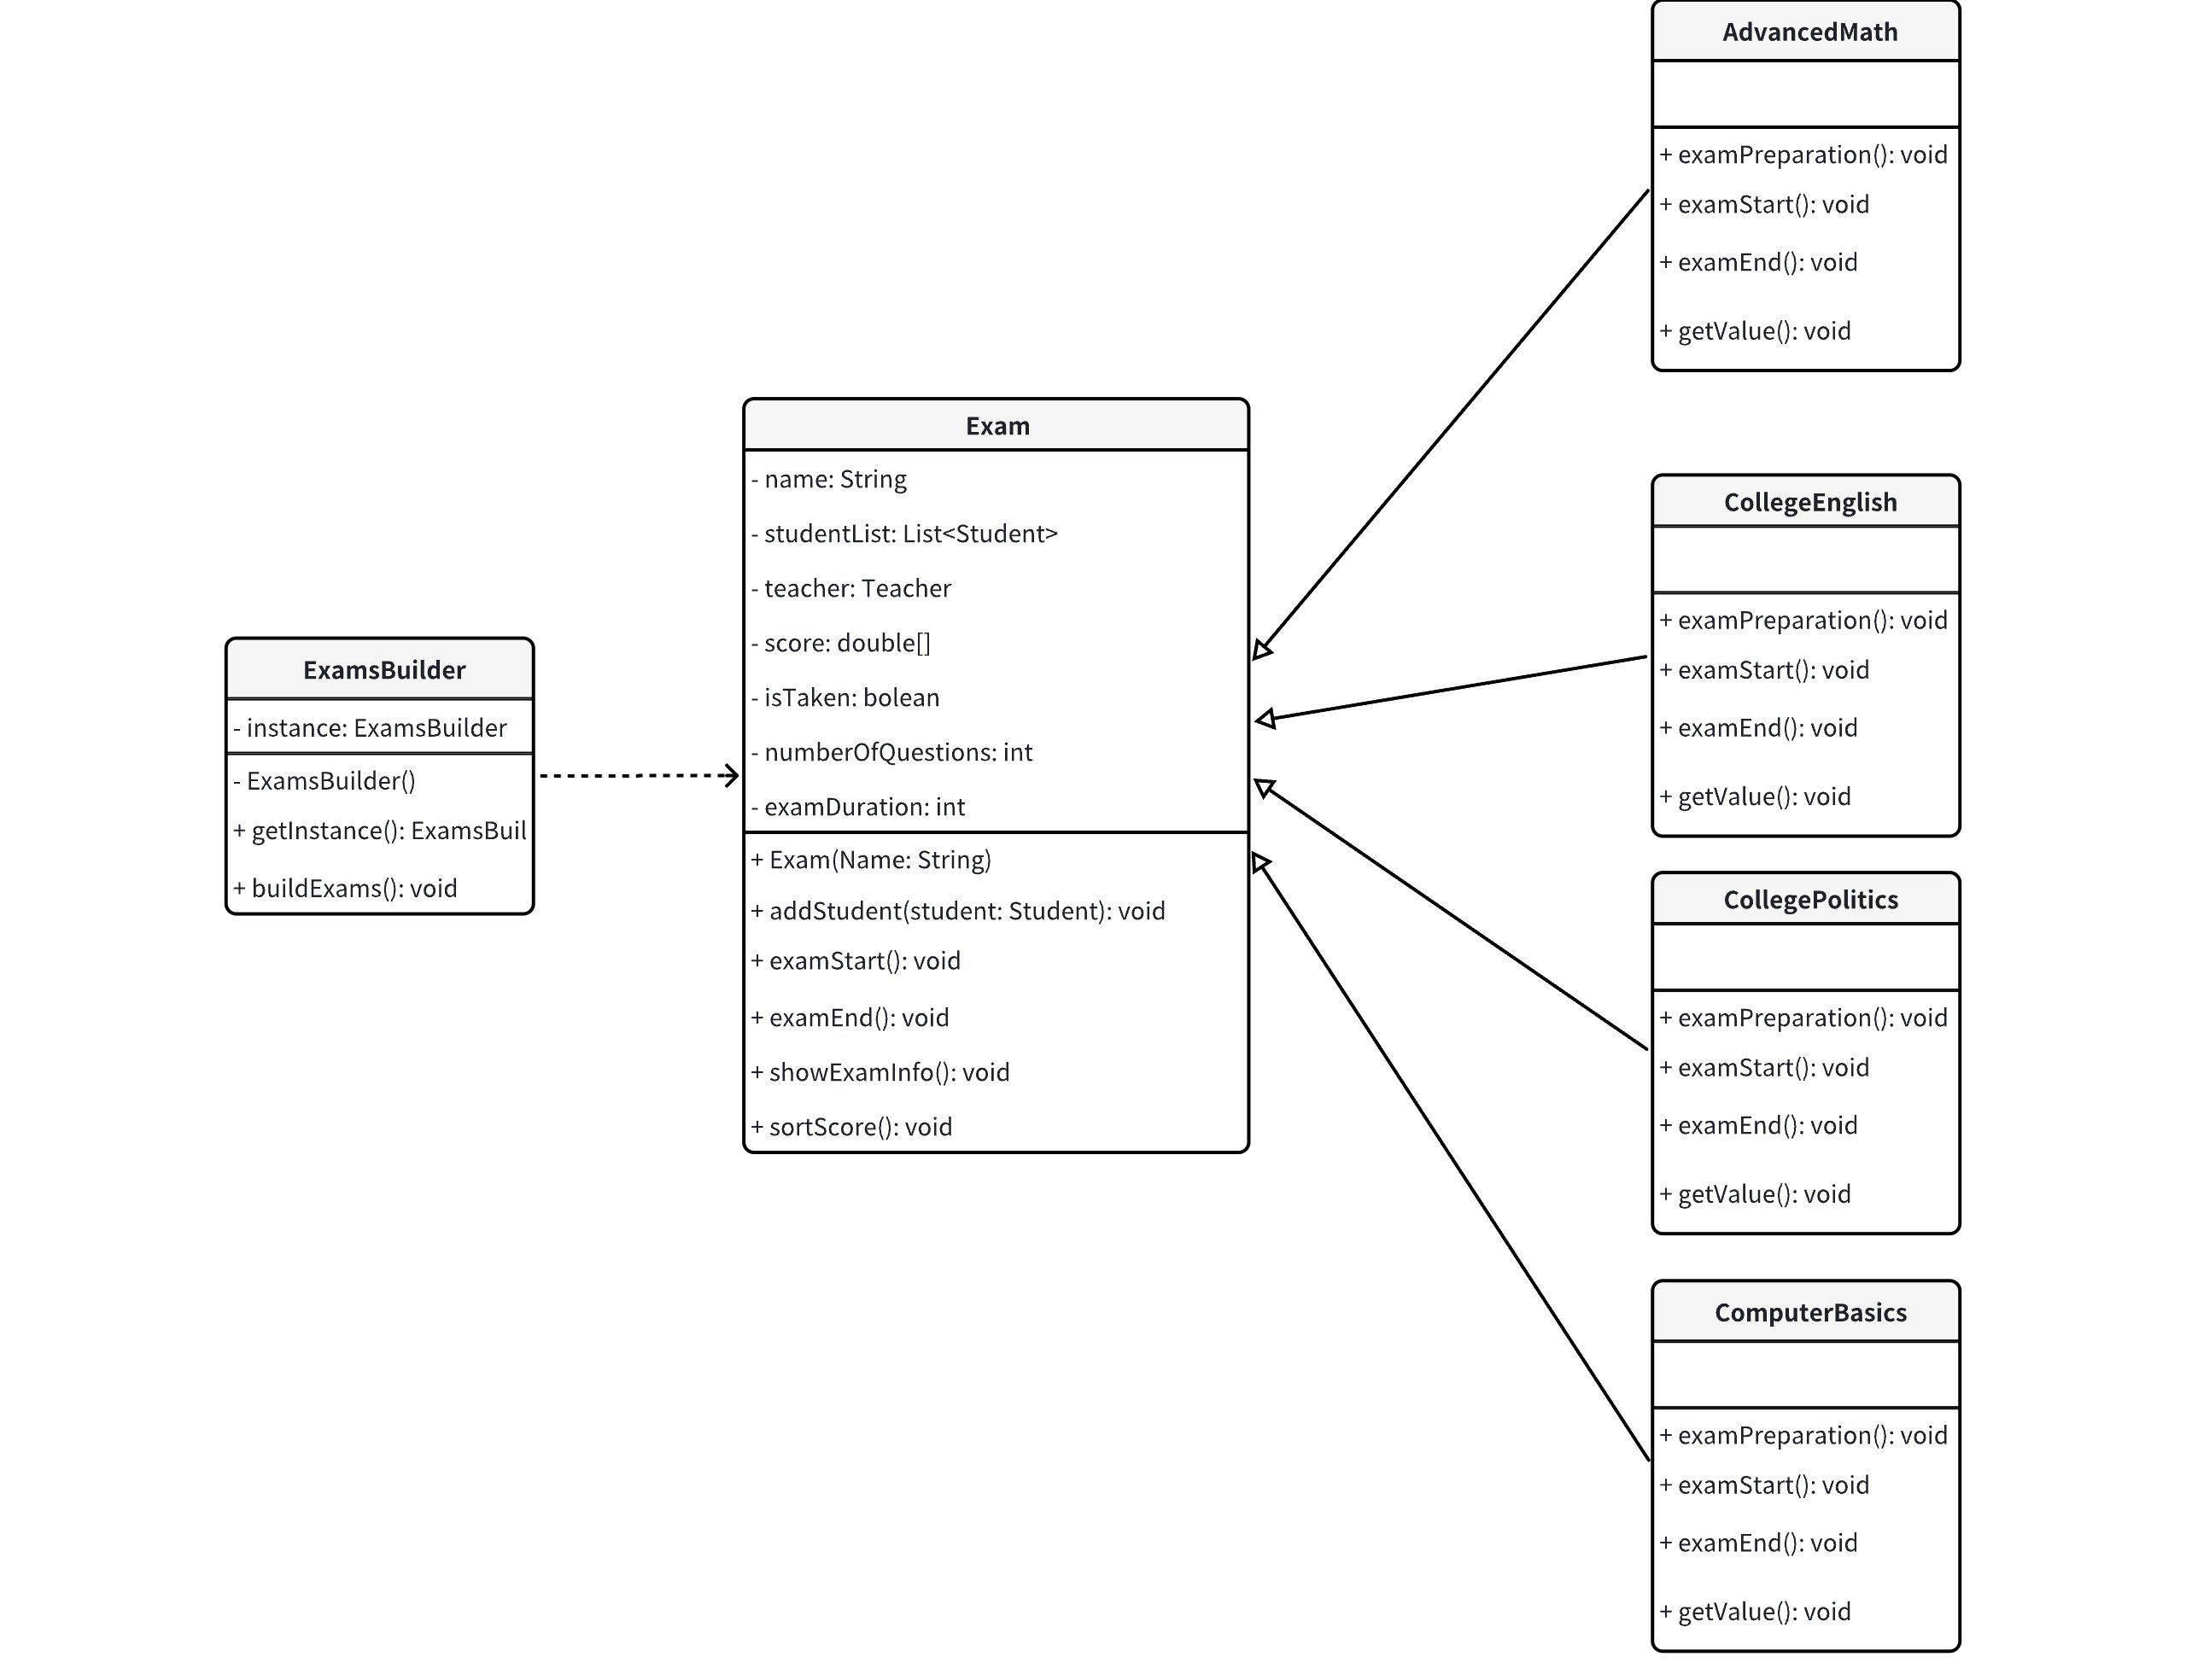 ExamsBuilder
- instance: ExamsBuilder
- ExamsBuilder()
+ getInstance(): ExamsBuil
+ buildExams(): void
Exam
- name: String
- studentList: List<Student>
- teacher: Teacher
- score: double[]
- isTaken: bolean
- numberOfQuestions: int
- examDuration: int
+ Exam(Name: String)
+ addStudent(student: Student): void
+ examStart(): void
+ examEnd(): void
+ showExamInfo(): void
+ sortScore(): void
AdvancedMath
+ examPreparation(): void
+ examStart(): void
+ examEnd(): void
+ getValue(): void
CollegeEnglish
+ examPreparation(): void
+ examStart(): void
+ examEnd(): void
+ getValue(): void
CollegePolitics
+ examPreparation(): void
+ examStart(): void
+ examEnd(): void
+ getValue(): void
ComputerBasics
+ examPreparation(): void
+ examStart(): void
+ examEnd(): void
+ getValue(): void